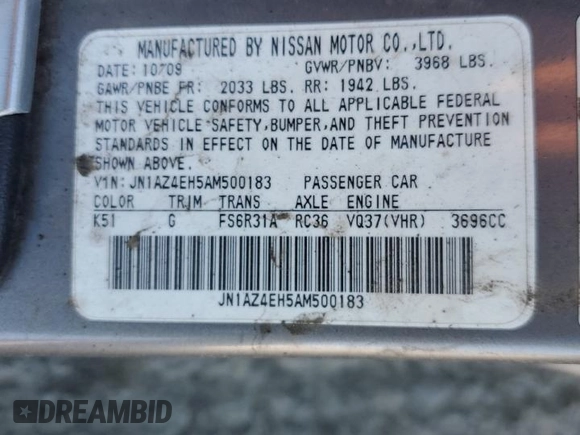 MANUFACTURED BY NISSAN MOTOR CO.,LTD.
DATE: 10/09 GVWR/PNBV: 3968 LBS.
GAWR/PNBE FR: 2033 LBS. RR: 1942 LBS.
THIS VEHICLE CONFORMS TO ALL APPLICABLE FEDERAL
MOTOR VEHICLE SAFETY,BUMPER,AND THEFT PREVENTION
STANDARDS IN EFFECT ON THE DATE OF MANUFACTURE
SHOWN ABOVE.
VIN:JN1AZ4EH5AM500183 PASSENGER CAR
COLOR TRIM TRANS AXLE ENGINE
K51 G FS6R31A RC36 VQ37(VHR) 3696CC
JN1AZ4EH5AM500183
DREAMBID